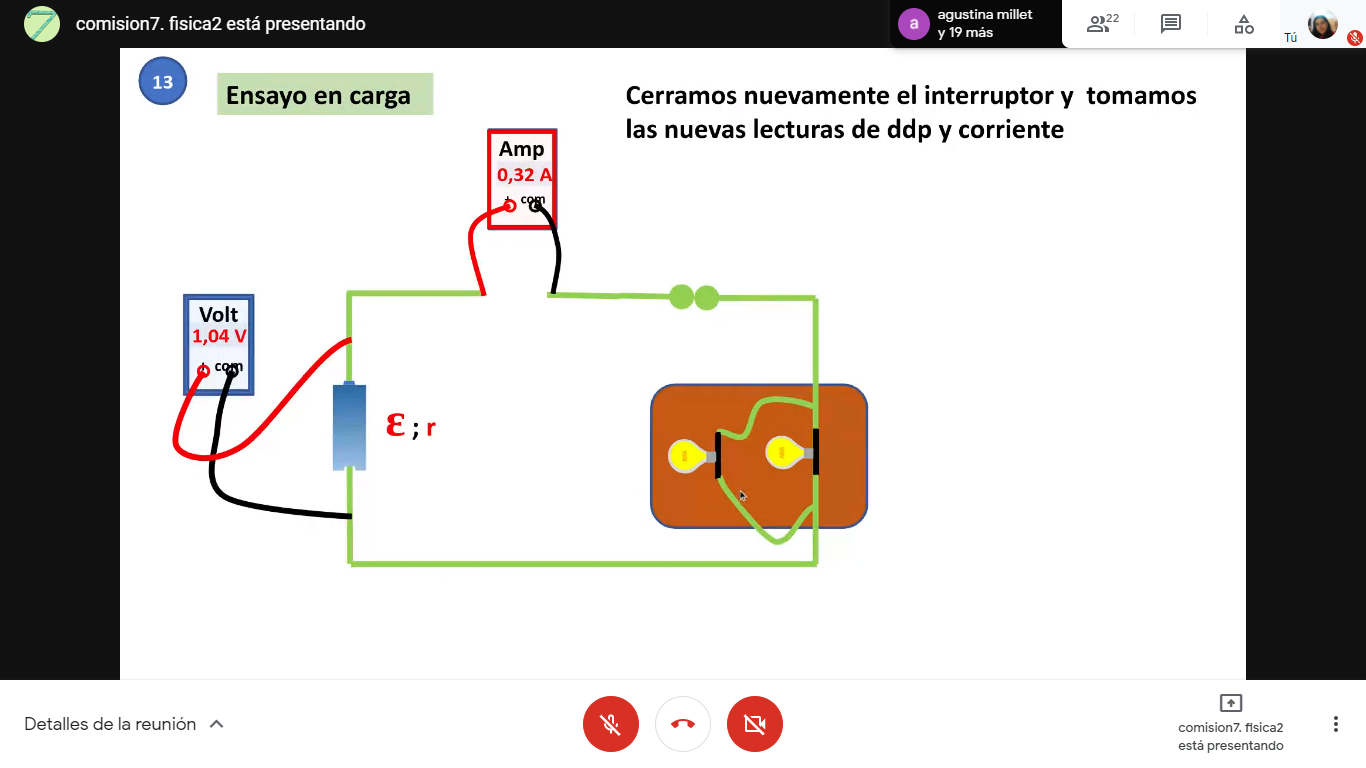 comision7. fisica2 está presentando
a
agustina millet
y 19 más
22
Tú
13
Ensayo en carga
Cerramos nuevamente el interruptor y tomamos
las nuevas lecturas de ddp y corriente
Amp
0,32 A
+ com
Volt
1,04 V
+ com
ε ; r
Detalles de la reunión
comision7. fisica2
está presentando